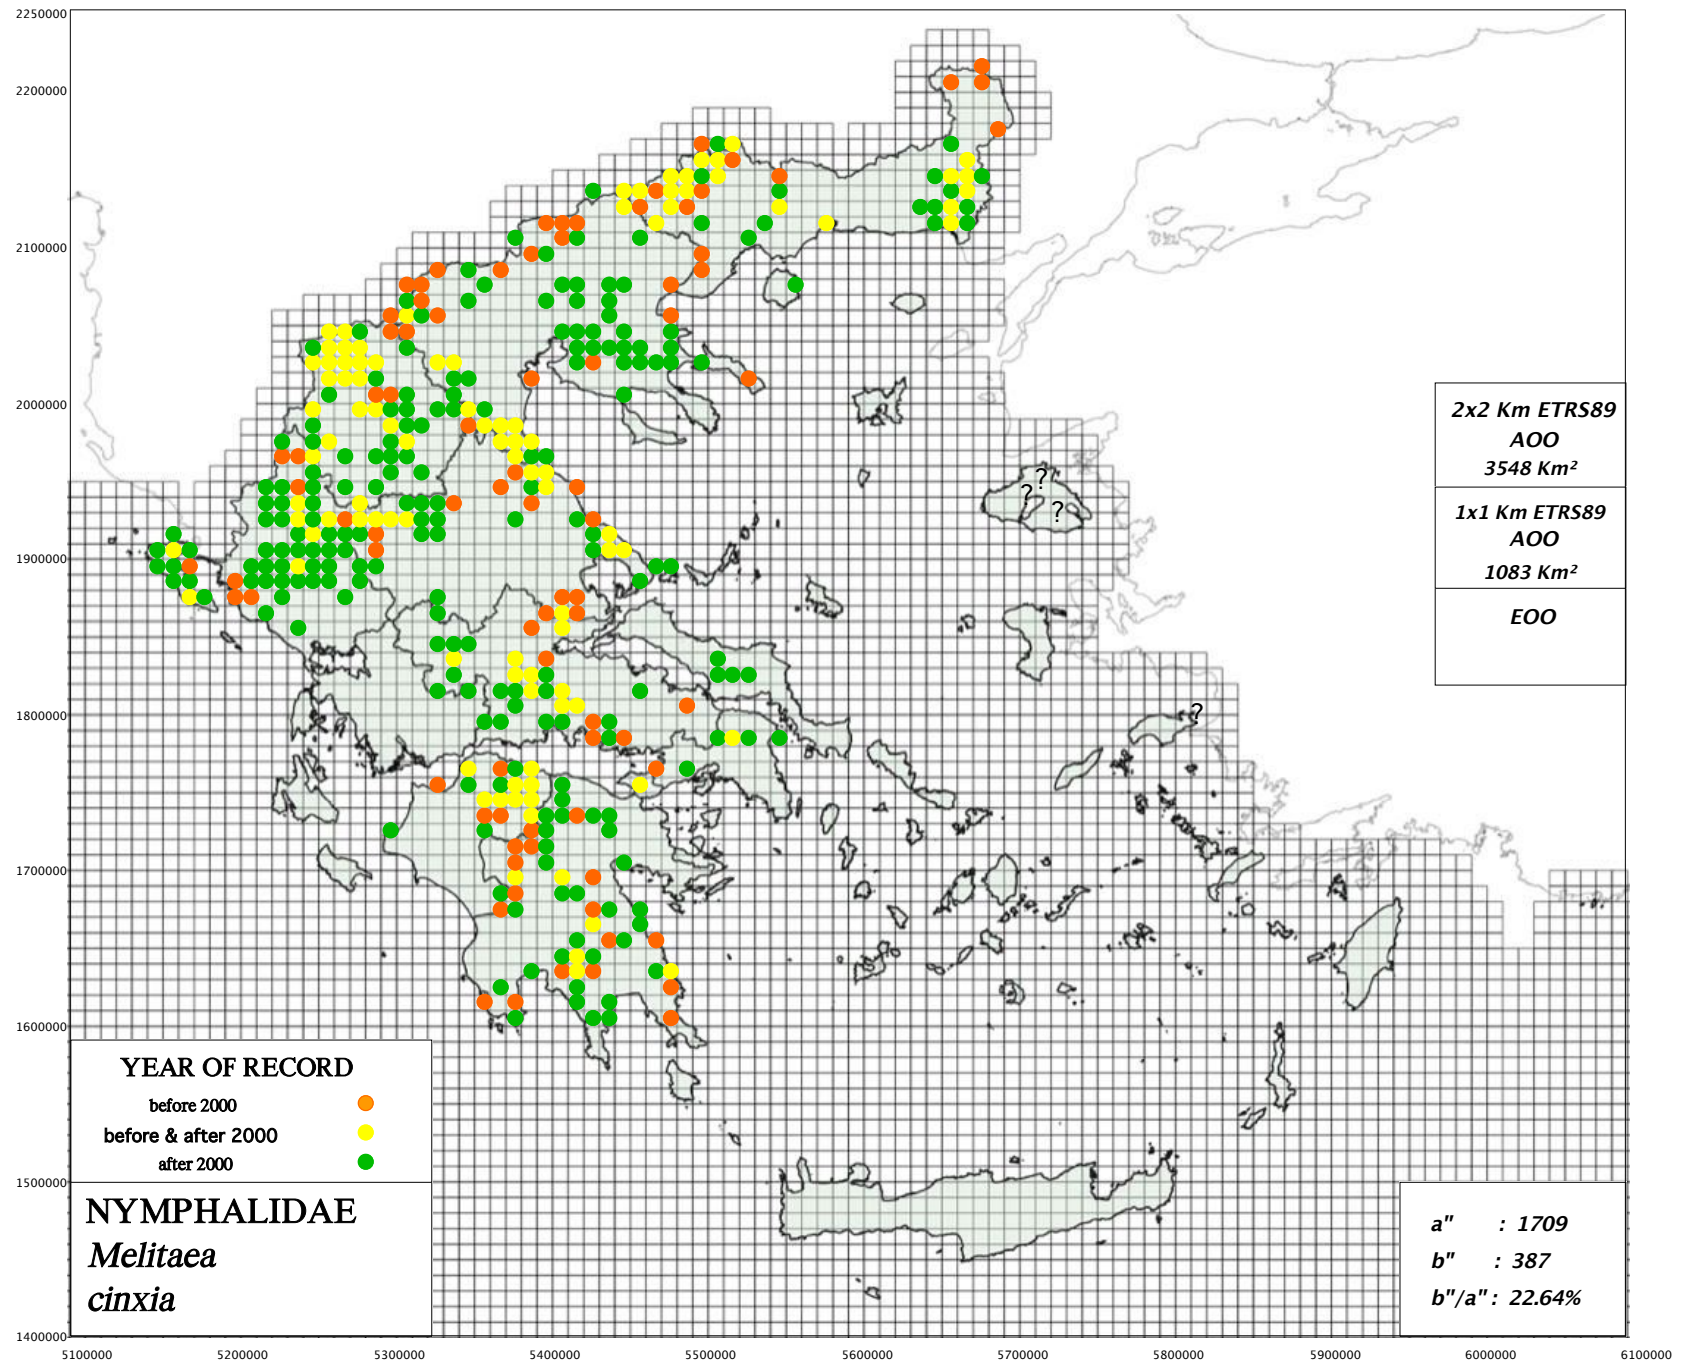 2250000
2200000
2100000
2000000
1900000
1800000
1700000
1600000
1500000
1400000
5100000 5200000 5300000 5400000 5500000 5600000 5700000 5800000 5900000 6000000 6100000
?
?
?
?
2x2 Km ETRS89
AOO
3548 Km²
1x1 Km ETRS89
AOO
1083 Km²
EOO
YEAR OF RECORD
before 2000
before & after 2000
after 2000
NYMPHALIDAE
Melitaea
cinxia
a" : 1709
b" : 387
b"/a" : 22.64%